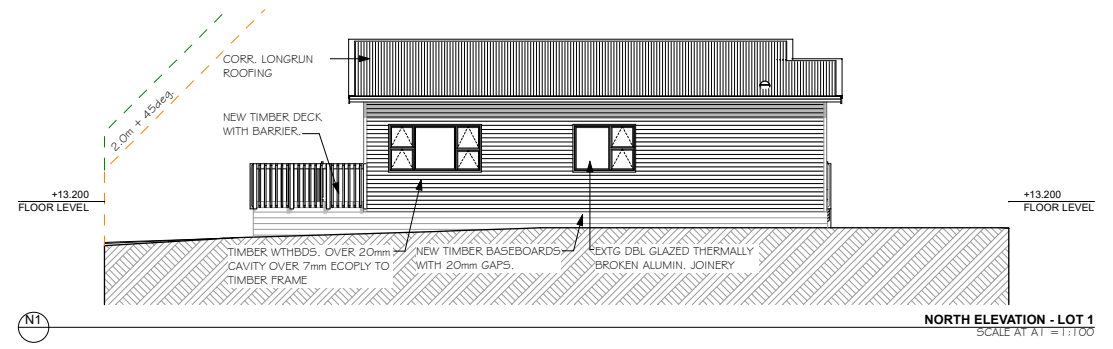 CORR. LONGRUN
ROOFING
2.0m + 45deg.
NEW TIMBER DECK
WITH BARRIER.
+13.200
FLOOR LEVEL
+13.200
FLOOR LEVEL
TIMBER WTHBDS. OVER 20mm
CAVITY OVER 7mm ECOPLY TO
TIMBER FRAME
NEW TIMBER BASEBOARDS
WITH 20mm GAPS.
EXTG DBL GLAZED THERMALLY
BROKEN ALUMIN. JOINERY
N1
NORTH ELEVATION - LOT 1
SCALE AT A1 = 1:100